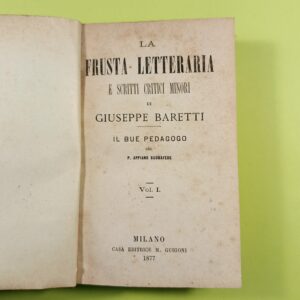 LA
FRUSTA LETTERARIA
E SCRITTI CRITICI MINORI
DI
GIUSEPPE BARETTI
IL BUE PEDAGOGO
DEL
P. APPIANO BUONAFEDE
Vol. I.
MILANO
CASA EDITRICE M. GUIGONI
1877